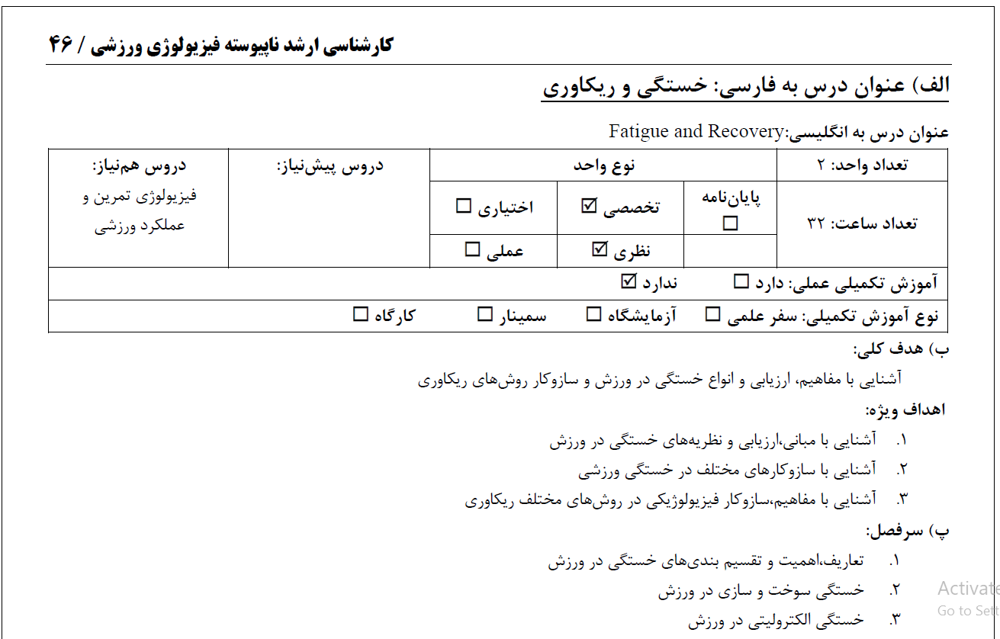 کارشناسی ارشد ناپیوسته فیزیولوژی ورزشی / ۴۶
الف) عنوان درس به فارسی: خستگی و ریکاوری
عنوان درس به انگلیسی:Fatigue and Recovery
تعداد واحد: ۲
نوع واحد
دروس پیش‌نیاز:
دروس هم‌نیاز:
فیزیولوژی تمرین و
عملکرد ورزشی
تعداد ساعت: ۳۲
پایان‌نامه
☐
تخصصی ☑
اختیاری ☐
نظری ☑
عملی ☐
آموزش تکمیلی عملی: دارد ☐ ندارد ☑
نوع آموزش تکمیلی: سفر علمی ☐ آزمایشگاه ☐ سمینار ☐ کارگاه ☐
ب) هدف کلی:
آشنایی با مفاهیم، ارزیابی و انواع خستگی در ورزش و سازوکار روش‌های ریکاوری
اهداف ویژه:
۱. آشنایی با مبانی،ارزیابی و نظریه‌های خستگی در ورزش
۲. آشنایی با سازوکارهای مختلف در خستگی ورزشی
۳. آشنایی با مفاهیم،سازوکار فیزیولوژیکی در روش‌های مختلف ریکاوری
پ) سرفصل:
۱. تعاریف،اهمیت و تقسیم بندی‌های خستگی در ورزش
۲. خستگی سوخت و سازی در ورزش
۳. خستگی الکترولیتی در ورزش
Activate
Go to Sett